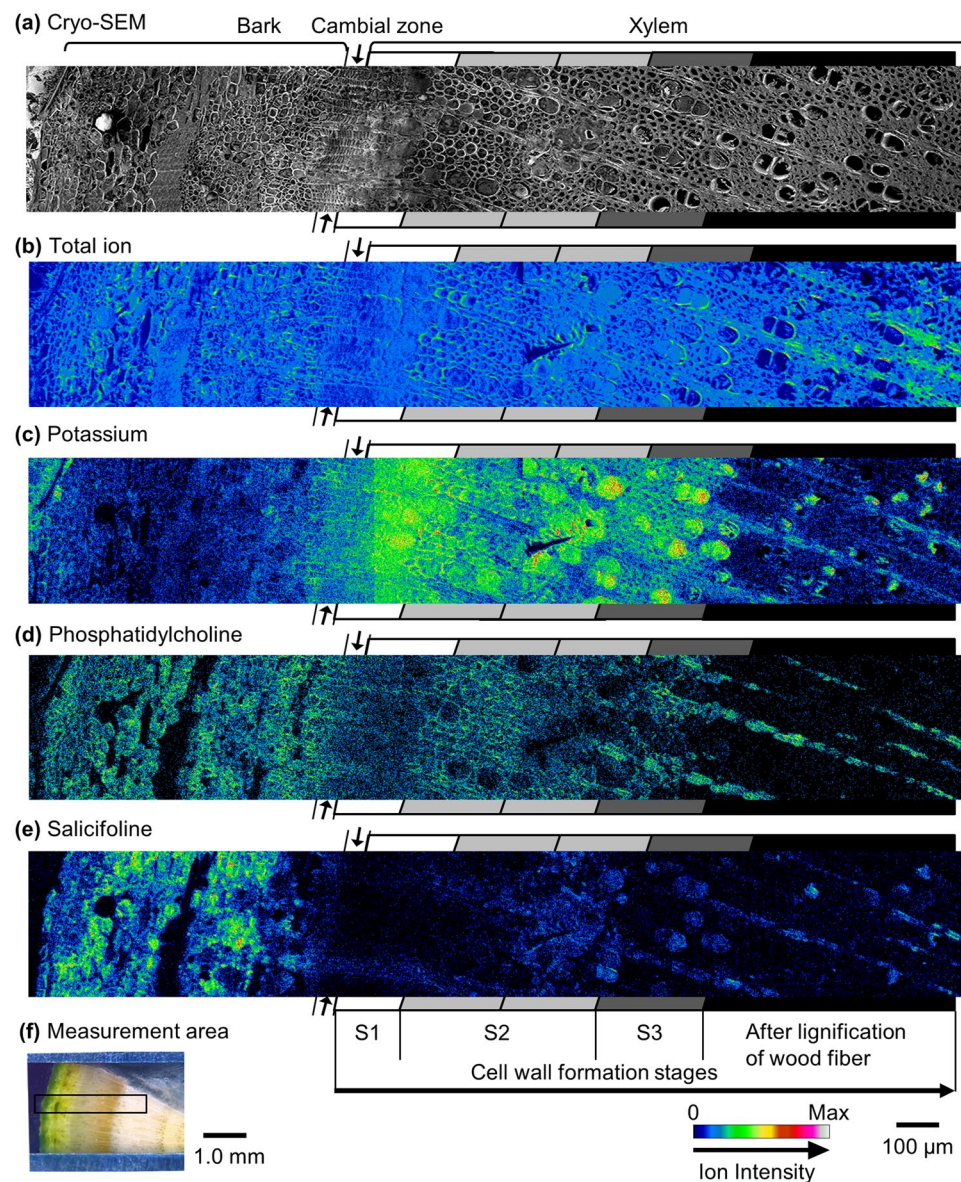 (a) Cryo-SEM
Bark
Cambial zone
Xylem
(b) Total ion
(c) Potassium
(d) Phosphatidylcholine
(e) Salicifoline
(f) Measurement area
S1
S2
S3
After lignification
of wood fiber
Cell wall formation stages
0
Max
Ion Intensity
100 µm
1.0 mm